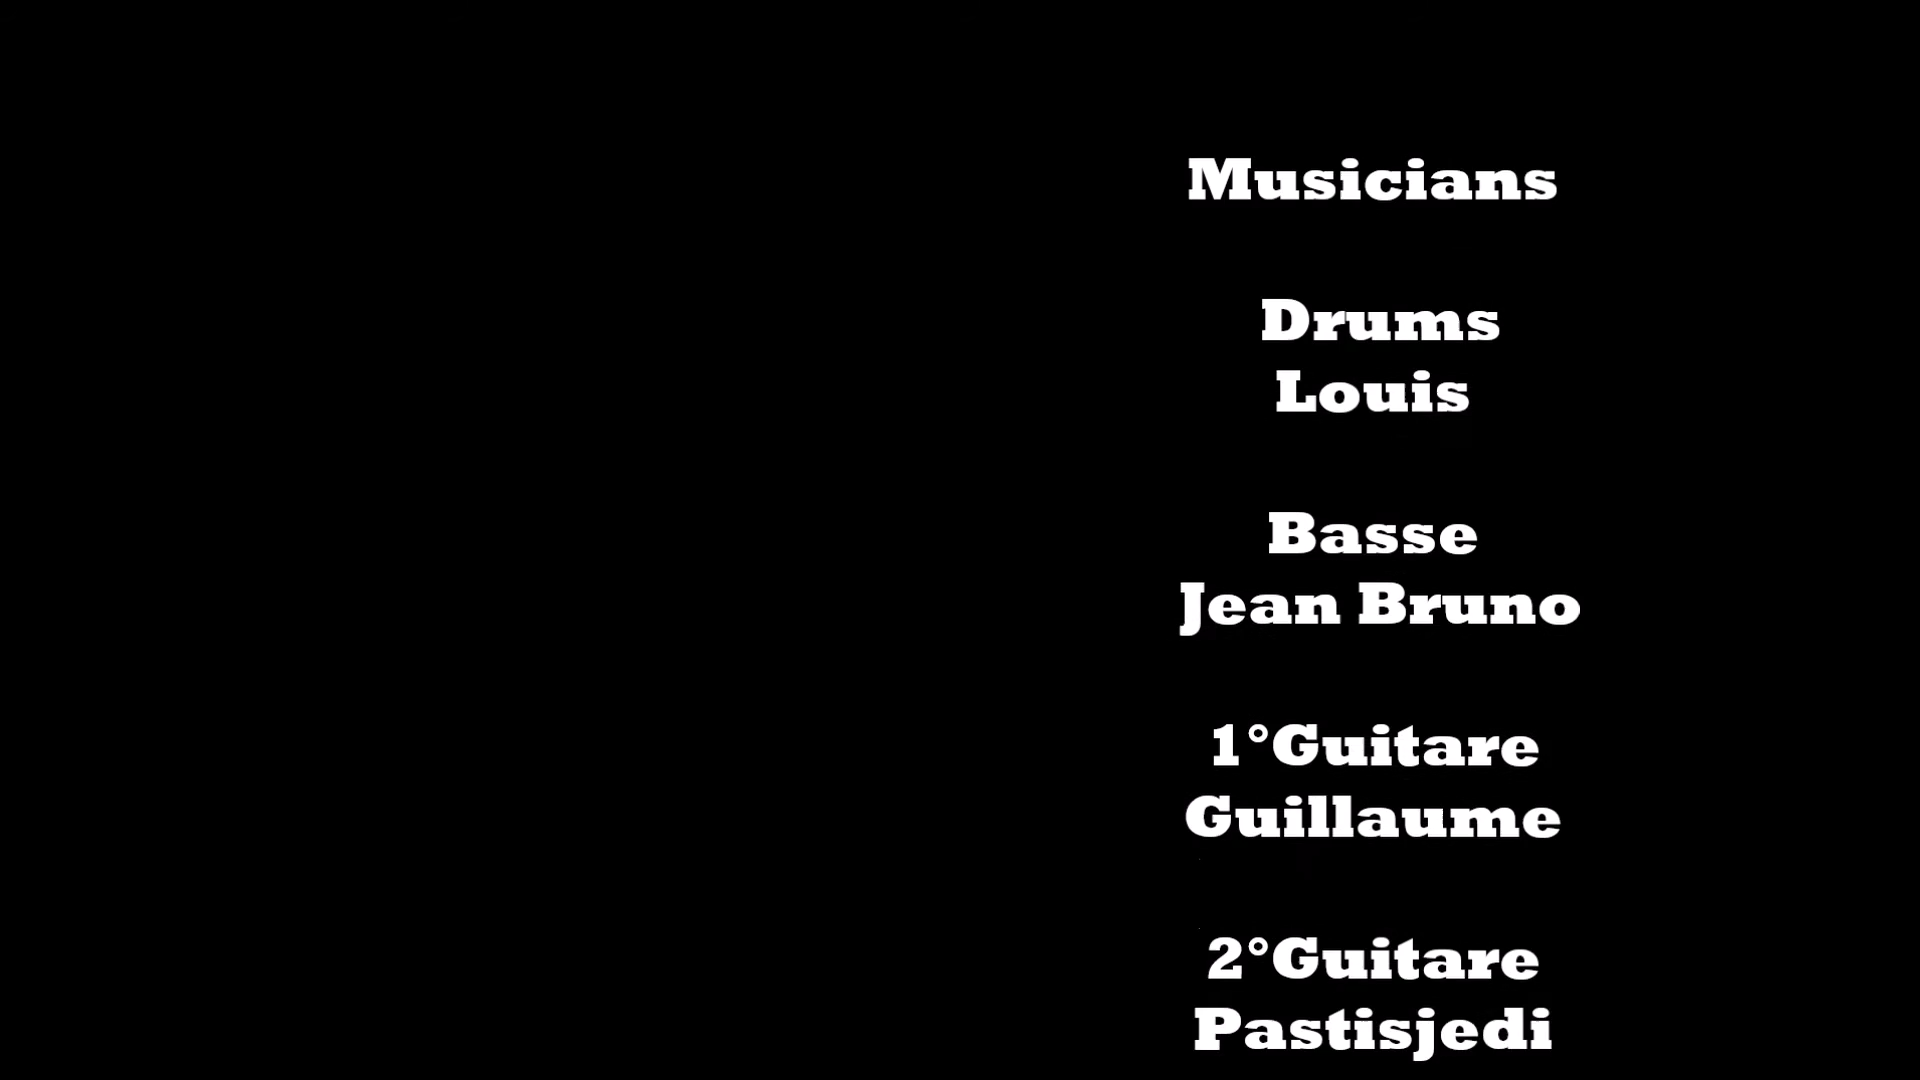 Musicians
Drums
Louis
Basse
Jean Bruno
1°Guitare
Guillaume
2°Guitare
Pastisjedi